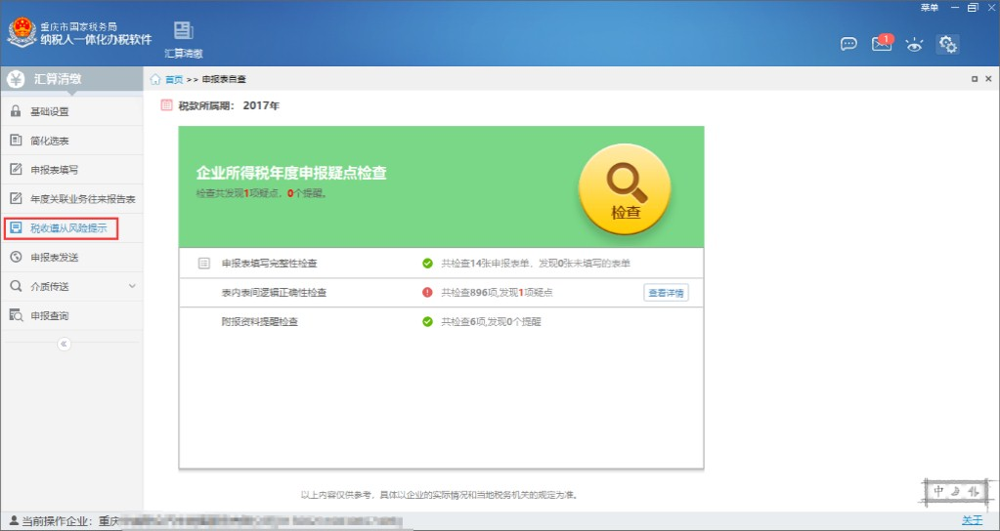 菜单
重庆市国家税务局
纳税人一体化办税软件
汇算清缴
1
汇算清缴
首页 >> 申报表自查
基础设置
简化选表
申报表填写
年度关联业务往来报告表
税收遵从风险提示
申报表发送
介质传送
申报查询
税款所属期: 2017年
企业所得税年度申报疑点检查
检查共发现1项疑点，0个提醒。
检查
申报表填写完整性检查 共检查14张申报表单，发现0张未填写的表单
表内表间逻辑正确性检查 共检查896项,发现1项疑点 查看详情
附报资料提醒检查 共检查6项,发现0个提醒
以上内容仅供参考，具体以企业的实际情况和当地税务机关的规定为准。
中
当前操作企业: 重庆
关于